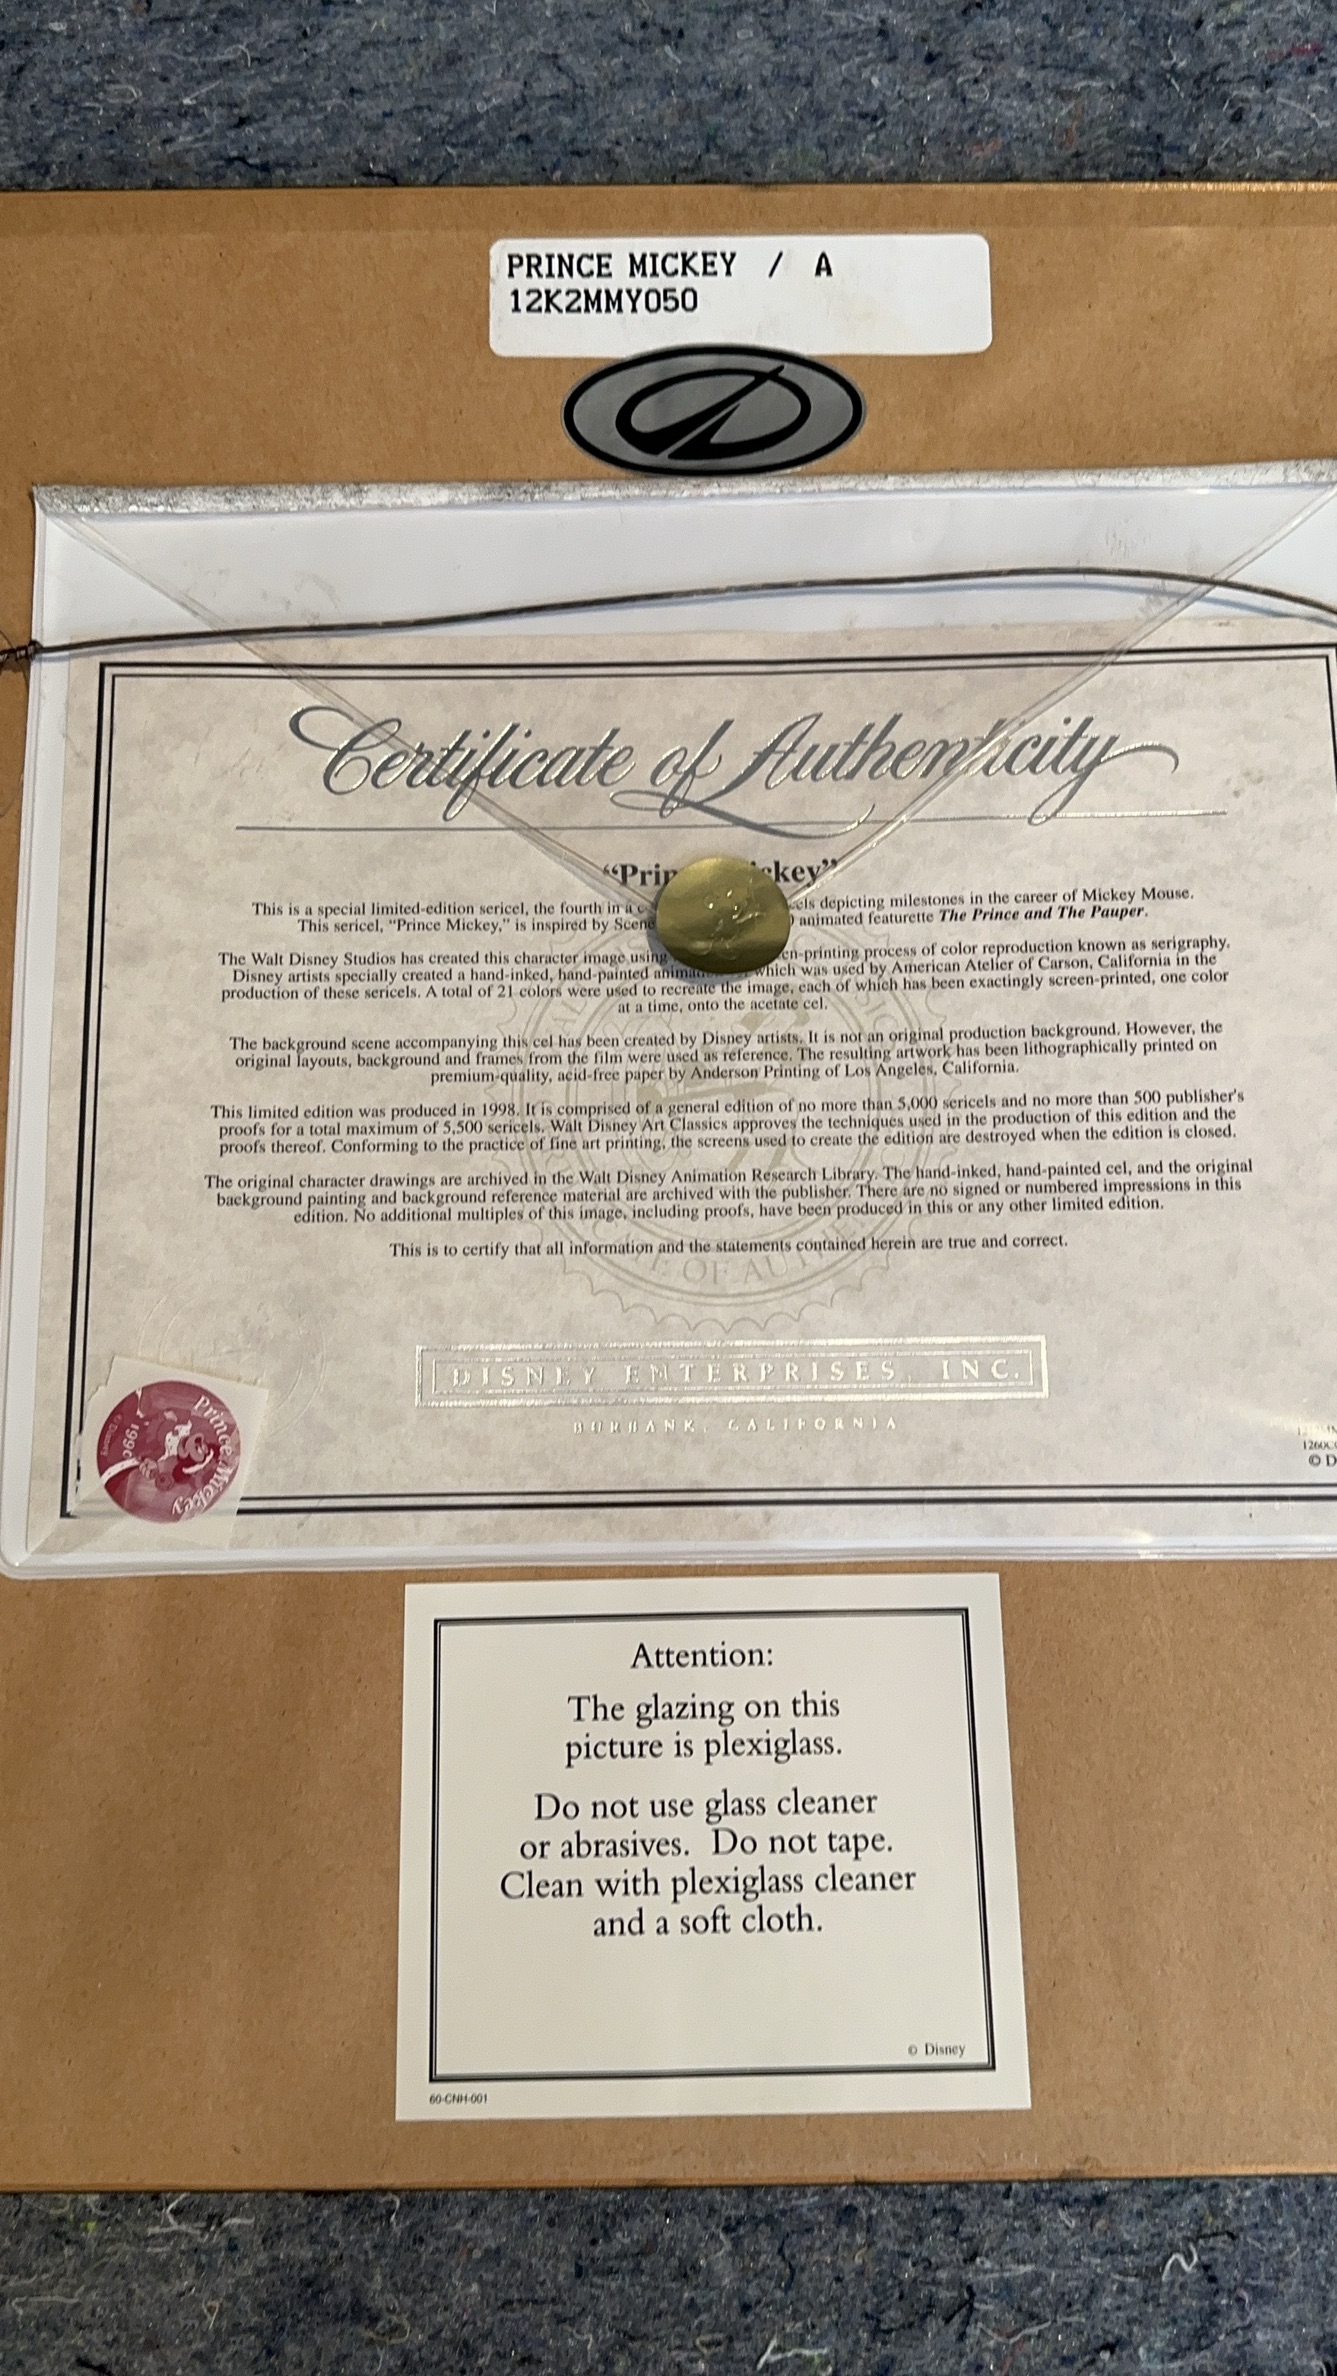 PRINCE MICKEY / A
12K2MMY050
Certificate of Authenticity
This is a special limited-edition sericel, the fourth in a depicting milestones in the career of Mickey Mouse.
This sericel, "Prince Mickey," is inspired by Scene animated featurette The Prince and The Pauper.
The Walt Disney Studios has created this character image using process of color reproduction known as serigraphy.
Disney artists specially created a hand-inked, hand-painted which was used by American Atelier of Carson, California in the
production of these sericels. A total of 21 colors were used to recreate the image, each of which has been exactingly screen-printed, one color
at a time, onto the acetate cel.
The background scene accompanying this cel has been created by Disney artists. It is not an original production background. However, the
original layouts, background and frames from the film were used as reference. The resulting artwork has been lithographically printed on
premium-quality, acid-free paper by Anderson Printing of Los Angeles, California.
This limited edition was produced in 1998. It is comprised of a general edition of no more than 5,000 sericels and no more than 500 publisher's
proofs for a total maximum of 5,500 sericels. Walt Disney Art Classics approves the techniques used in the production of this edition and the
proofs thereof. Conforming to the practice of fine art printing, the screens used to create the edition are destroyed when the edition is closed.
The original character drawings are archived in the Walt Disney Animation Research Library. The hand-inked, hand-painted cel, and the original
background painting and background reference material are archived with the publisher. There are no signed or numbered impressions in this
edition. No additional multiples of this image, including proofs, have been produced in this or any other limited edition.
This is to certify that all information and the statements contained herein are true and correct.
OF
DISNEY ENTERPRISES, INC.
BURBANK, CALIFORNIA
Prince Mickey
1990
© Disney
© D
Attention:
The glazing on this
picture is plexiglass.
Do not use glass cleaner
or abrasives. Do not tape.
Clean with plexiglass cleaner
and a soft cloth.
© Disney
60-CNH-001